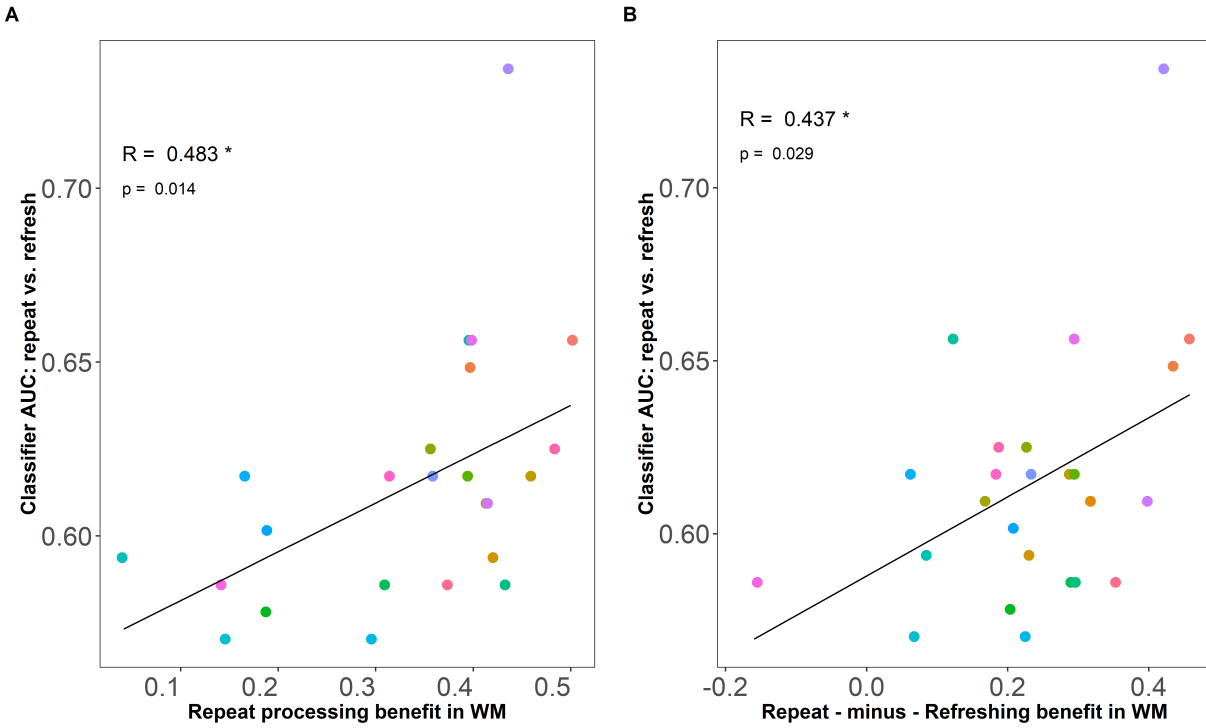 A
R = 0.483 *
p = 0.014
0.70
0.65
0.60
Classifier AUC: repeat vs. refresh
0.1 0.2 0.3 0.4 0.5
Repeat processing benefit in WM
B
R = 0.437 *
p = 0.029
0.70
0.65
0.60
Classifier AUC: repeat vs. refresh
-0.2 0.0 0.2 0.4
Repeat - minus - Refreshing benefit in WM